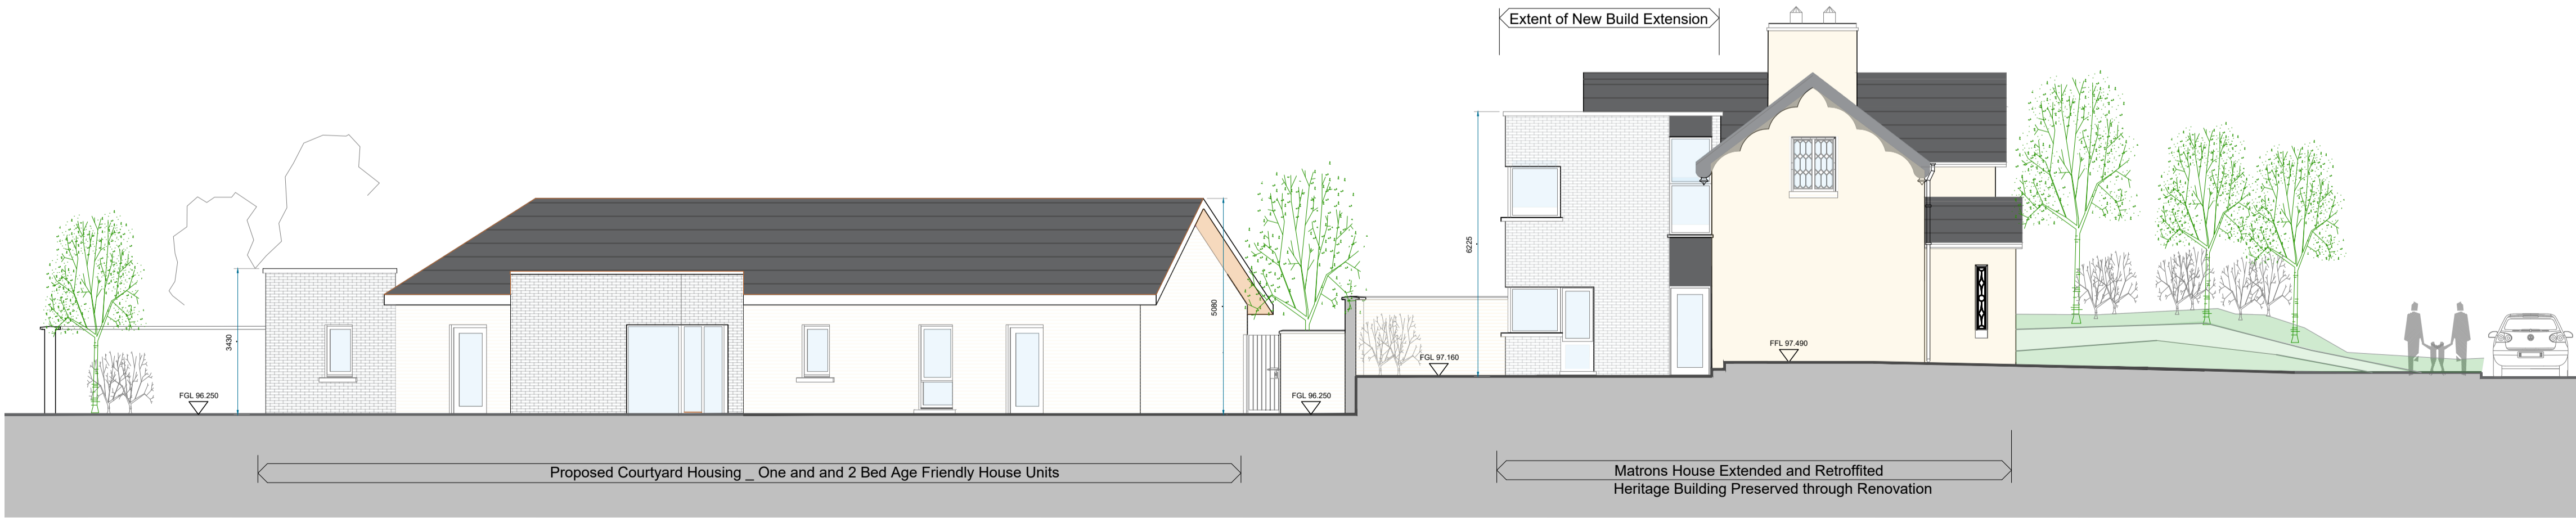 Extent of New Build Extension
6225
5080
3430
FGL 97.160
FFL 97.490
FGL 96.250
FGL 96.250
Proposed Courtyard Housing _ One and and 2 Bed Age Friendly House Units
Matrons House Extended and Retroffited
Heritage Building Preserved through Renovation